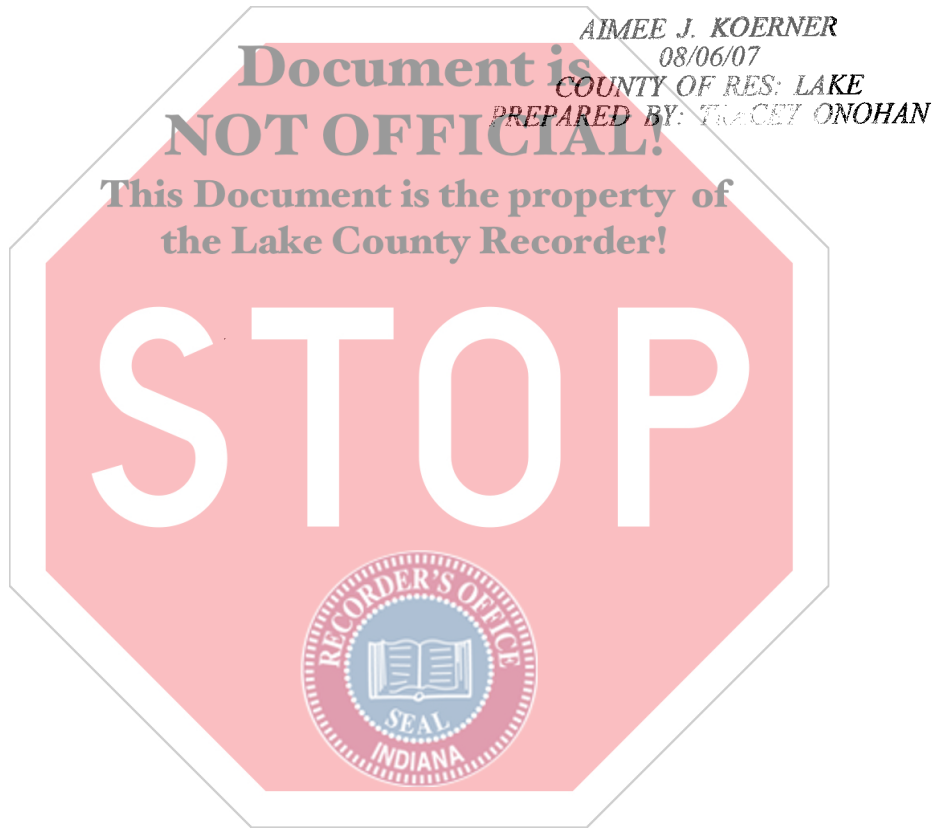 AIMEE J. KOERNER
08/06/07
COUNTY OF RES: LAKE
PREPARED BY: TRACEY ONOHAN
Document is
NOT OFFICIAL!
This Document is the property of
the Lake County Recorder!
STOP
RECORDER'S OFFICE
SEAL
INDIANA